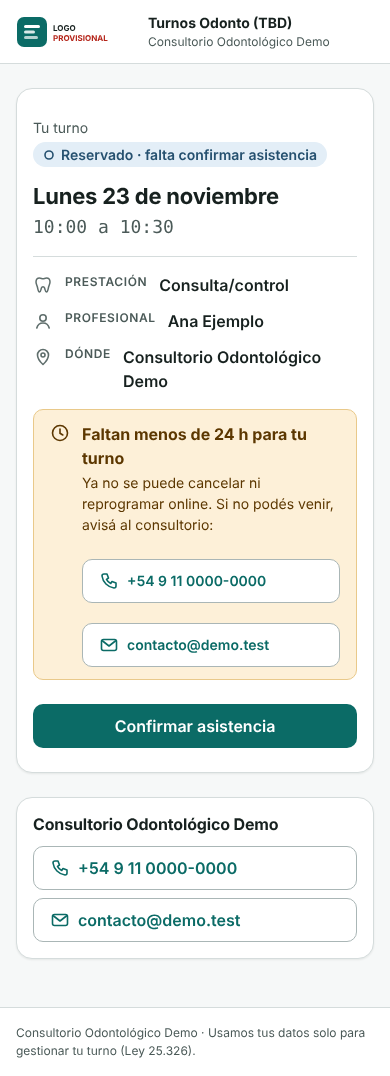 LOGO
PROVISIONAL
Turnos Odonto (TBD)
Consultorio Odontológico Demo
Tu turno
Reservado · falta confirmar asistencia
Lunes 23 de noviembre
10:00 a 10:30
PRESTACIÓN Consulta/control
PROFESIONAL Ana Ejemplo
DÓNDE Consultorio Odontológico
Demo
Faltan menos de 24 h para tu
turno
Ya no se puede cancelar ni
reprogramar online. Si no podés venir,
avisá al consultorio:
+54 9 11 0000-0000
contacto@demo.test
Confirmar asistencia
Consultorio Odontológico Demo
+54 9 11 0000-0000
contacto@demo.test
Consultorio Odontológico Demo · Usamos tus datos solo para
gestionar tu turno (Ley 25.326).